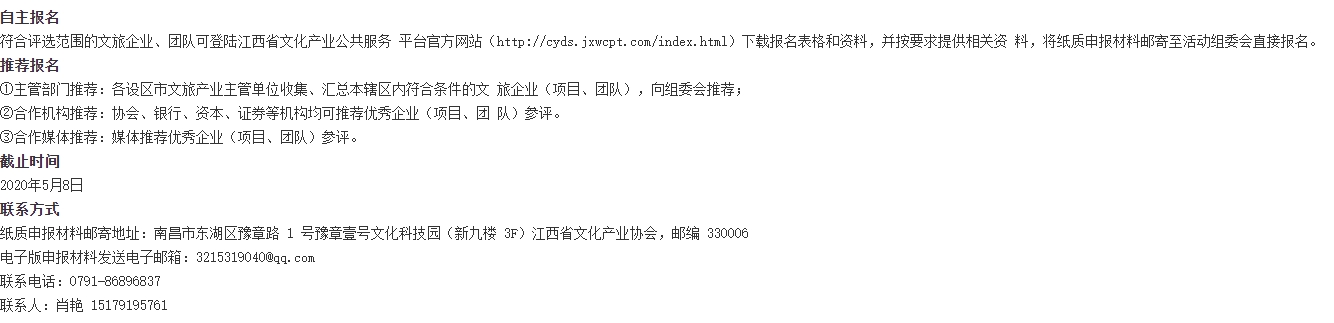 自主报名
符合评选范围的文旅企业、团队可登陆江西省文化产业公共服务 平台官方网站（http://cyds.jxwcpt.com/index.html）下载报名表格和资料，并按要求提供相关资 料，将纸质申报材料邮寄至活动组委会直接报名。
推荐报名
①主管部门推荐：各设区市文旅产业主管单位收集、汇总本辖区内符合条件的文 旅企业（项目、团队），向组委会推荐；
②合作机构推荐：协会、银行、资本、证券等机构均可推荐优秀企业（项目、团 队）参评。
③合作媒体推荐：媒体推荐优秀企业（项目、团队）参评。
截止时间
2020年5月8日
联系方式
纸质申报材料邮寄地址：南昌市东湖区豫章路 1 号豫章壹号文化科技园（新九楼 3F）江西省文化产业协会，邮编 330006
电子版申报材料发送电子邮箱：3215319040@qq.com
联系电话：0791-86896837
联系人：肖艳 15179195761